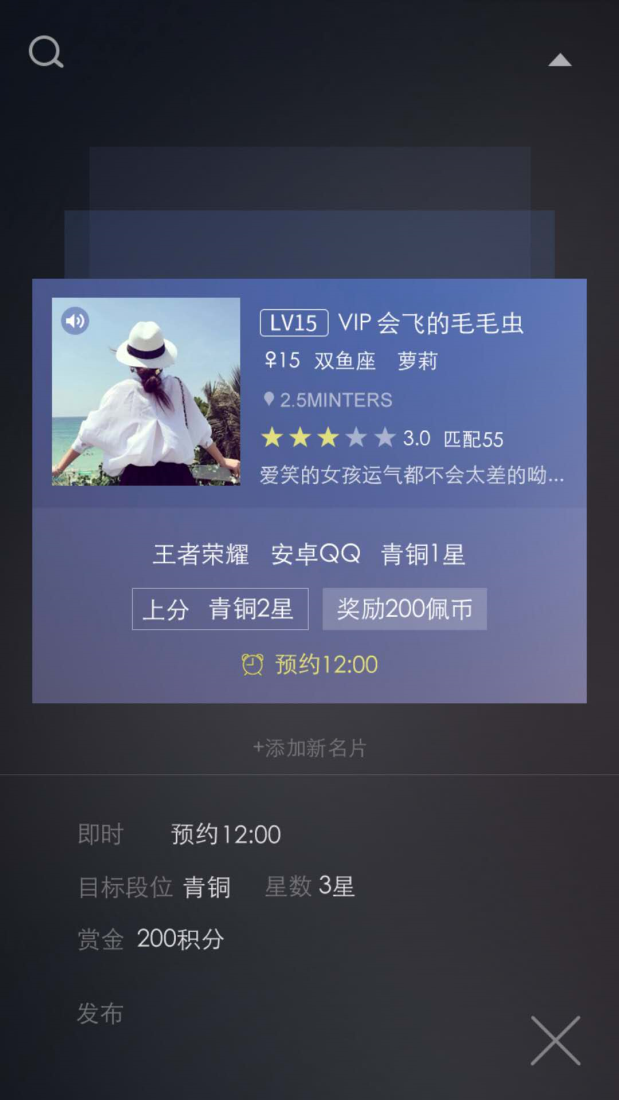 LV15 VIP 会飞的毛毛虫
♀15 双鱼座 萝莉
2.5MINTERS
3.0 匹配55
爱笑的女孩运气都不会太差的呦...
王者荣耀 安卓QQ 青铜1星
上分 青铜2星 奖励200佩币
预约12:00
+添加新名片
即时 预约12:00
目标段位 青铜 星数 3星
赏金 200积分
发布